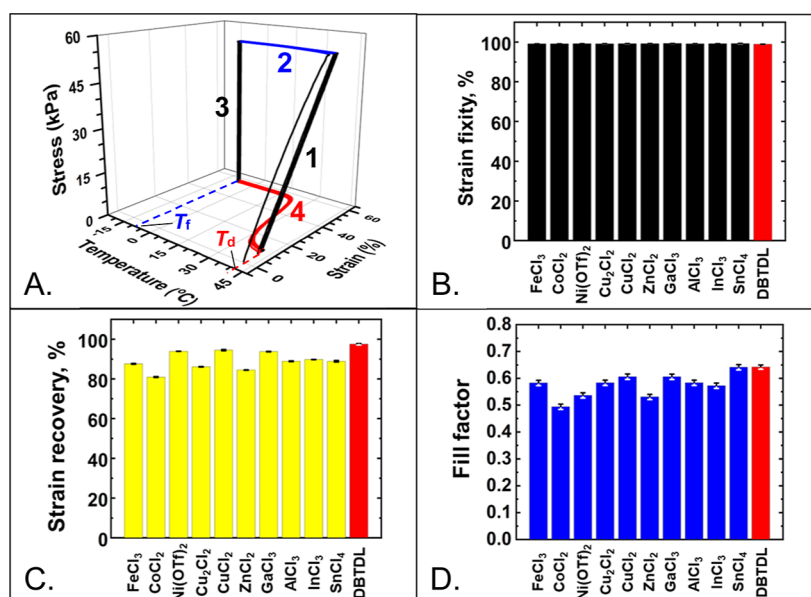 60
45
30
15
0
Stress (kPa)
-15
0
15
30
45
Temperature (°C)
0
20
40
60
Strain (%)
1
2
3
4
Tf
Td
A.
100
80
60
40
20
0
Strain fixity, %
FeCl3
CoCl2
Ni(OTf)2
Cu2Cl2
CuCl2
ZnCl2
GaCl3
AlCl3
InCl3
SnCl4
DBTDL
B.
100
80
60
40
20
0
Strain recovery, %
FeCl3
CoCl2
Ni(OTf)2
Cu2Cl2
CuCl2
ZnCl2
GaCl3
AlCl3
InCl3
SnCl4
DBTDL
C.
0.8
0.7
0.6
0.5
0.4
0.3
0.2
0.1
0.0
Fill factor
FeCl3
CoCl2
Ni(OTf)2
Cu2Cl2
CuCl2
ZnCl2
GaCl3
AlCl3
InCl3
SnCl4
DBTDL
D.